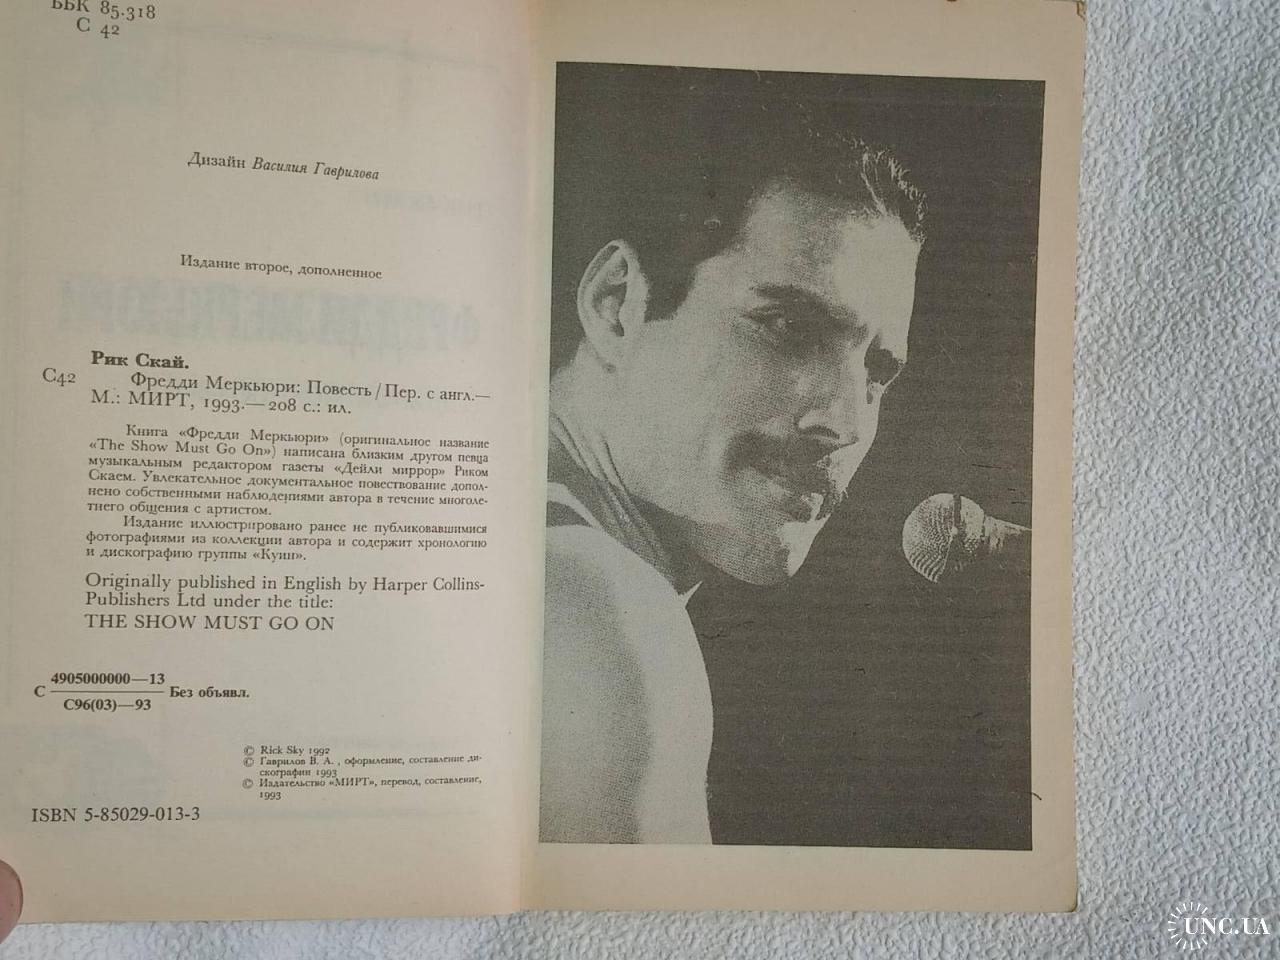 ББК 85.318
С 42
Дизайн Василия Гаврилова
Издание второе, дополненное
Рик Скай.
С42 Фредди Меркьюри: Повесть / Пер. с англ.—
М.: МИРТ, 1993.— 208 с.: ил.
Книга «Фредди Меркьюри» (оригинальное название
«The Show Must Go On») написана близким другом певца
музыкальным редактором газеты «Дейли миррор» Риком
Скаем. Увлекательное документальное повествование допол-
нено собственными наблюдениями автора в течение многоле-
тнего общения с артистом.
Издание иллюстрировано ранее не публиковавшимися
фотографиями из коллекции автора и содержит хронологию
и дискографию группы «Куин».
Originally published in English by Harper Collins-
Publishers Ltd under the title:
THE SHOW MUST GO ON
С 4905000000—13 Без объявл.
С96(03)—93
© Rick Sky 1992
© Гаврилов В. А. , оформление, составление ди-
скографии 1993
© Издательство «МИРТ», перевод, составление,
1993
ISBN 5-85029-013-3
UNC.UA